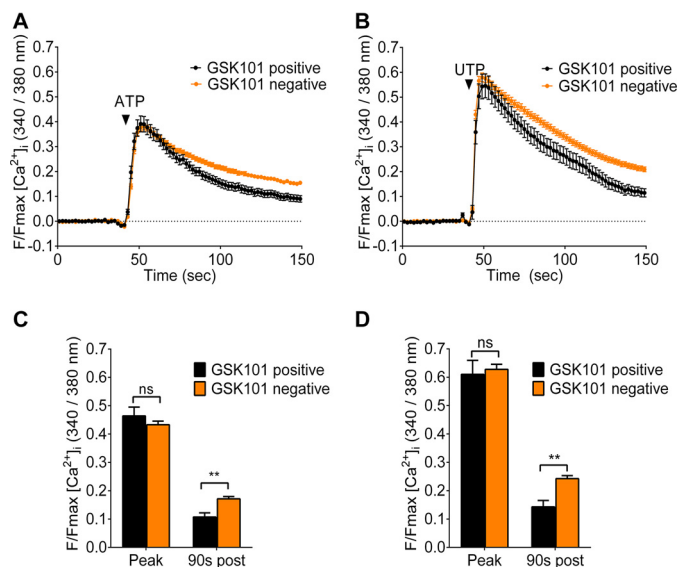 A
F/Fmax [Ca2+]i (340 / 380 nm)
0.7
0.6
0.5
0.4
0.3
0.2
0.1
0.0
-0.1
GSK101 positive
GSK101 negative
ATP
0 50 100 150
Time (sec)
B
F/Fmax [Ca2+]i (340 / 380 nm)
0.7
0.6
0.5
0.4
0.3
0.2
0.1
0.0
-0.1
GSK101 positive
GSK101 negative
UTP
0 50 100 150
Time (sec)
C
F/Fmax [Ca2+]i (340 / 380 nm)
0.7
0.6
0.5
0.4
0.3
0.2
0.1
0.0
GSK101 positive
GSK101 negative
ns
**
Peak 90s post
D
F/Fmax [Ca2+]i (340 / 380 nm)
0.7
0.6
0.5
0.4
0.3
0.2
0.1
0.0
ns
GSK101 positive
GSK101 negative
**
Peak 90s post